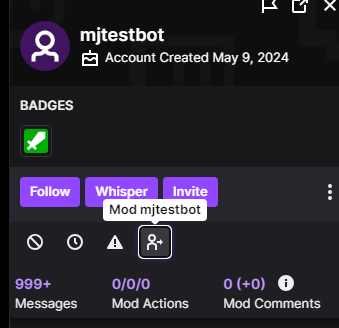 mjtestbot
Account Created May 9, 2024
BADGES
Follow
Whisper
Invite
Mod mjtestbot
999+
0/0/0
0 (+0)
Messages
Mod Actions
Mod Comments